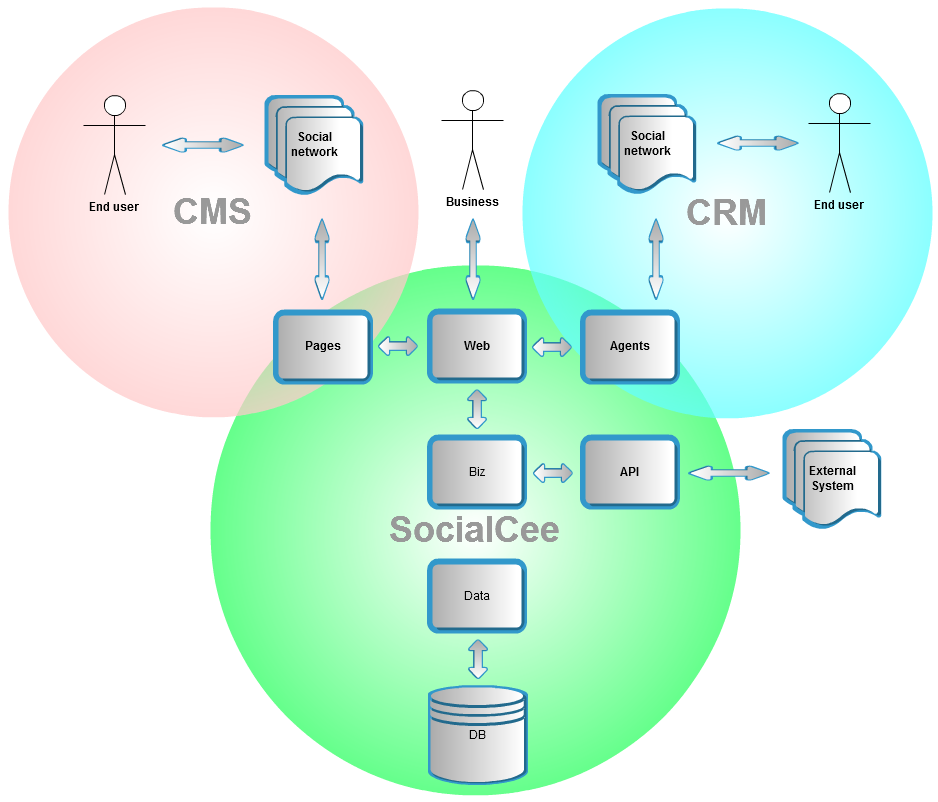 Social
network
Social
network
End user
Business
End user
CMS
CRM
Pages
Web
Agents
Biz
API
External
System
SocialCee
Data
DB